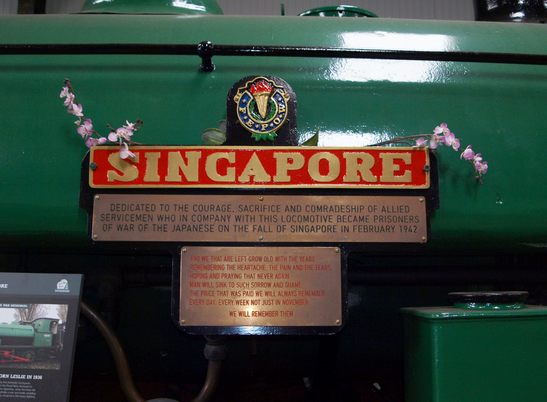 F.E.P.O.W
SINGAPORE
DEDICATED TO THE COURAGE, SACRIFICE AND COMRADESHIP OF ALLIED
SERVICEMEN WHO IN COMPANY WITH THIS LOCOMOTIVE BECAME PRISONERS
OF WAR OF THE JAPANESE ON THE FALL OF SINGAPORE IN FEBRUARY 1942
AND WE THAT ARE LEFT GROW OLD WITH THE YEARS
REMEMBERING THE HEARTACHE, THE PAIN AND THE TEARS,
HOPING AND PRAYING THAT NEVER AGAIN
MAN WILL SINK TO SUCH SORROW AND SHAME
THE PRICE THAT WAS PAID WE WILL ALWAYS REMEMBER
EVERY DAY, EVERY WEEK NOT JUST IN NOVEMBER.
WE WILL REMEMBER THEM
ORN LESLIE IN 1936